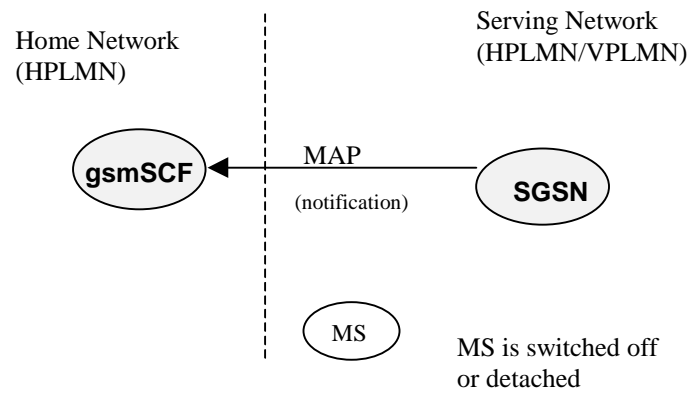 Home Network
(HPLMN)
Serving Network
(HPLMN/VPLMN)
gsmSCF
MAP
(notification)
SGSN
MS
MS is switched off
or detached